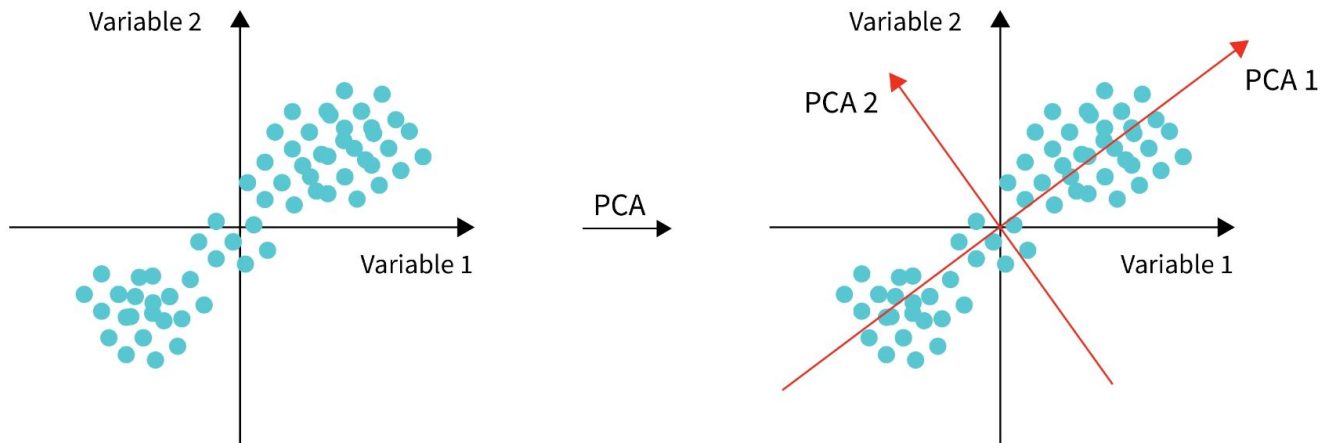 Variable 2
Variable 1
PCA
Variable 2
PCA 2
PCA 1
Variable 1